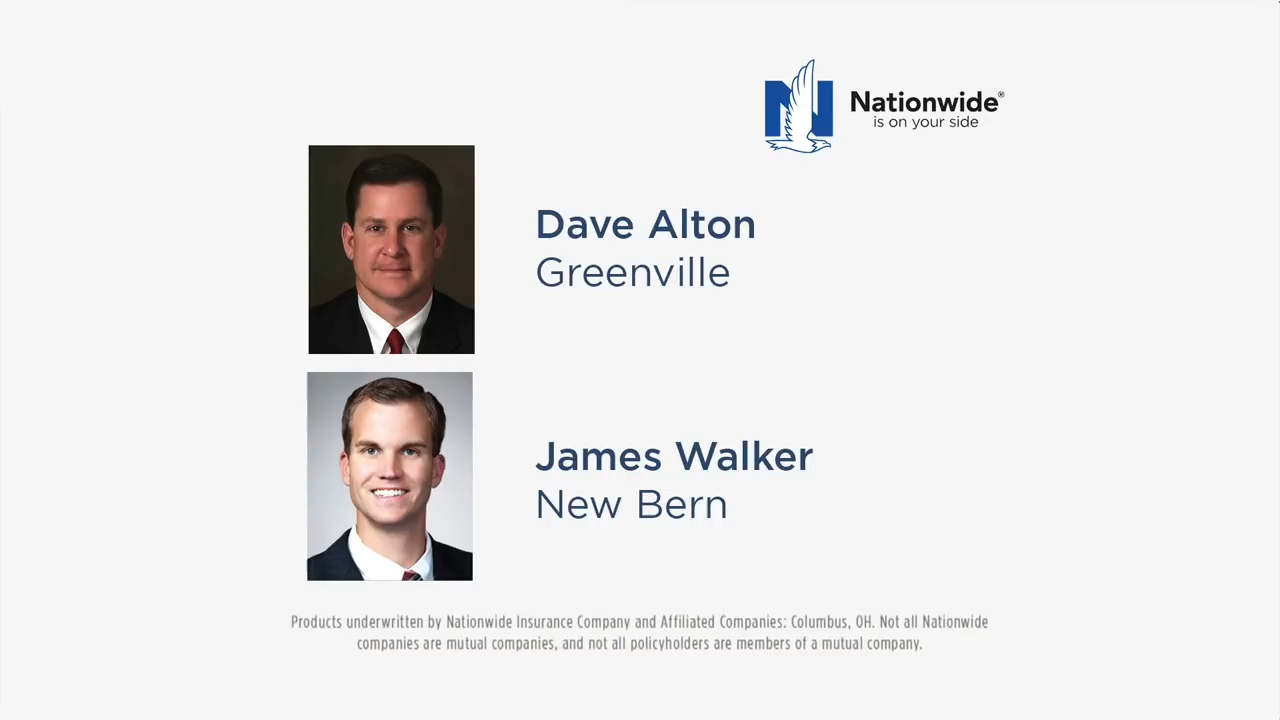 Nationwide®
is on your side
Dave Alton
Greenville
James Walker
New Bern
Products underwritten by Nationwide Insurance Company and Affiliated Companies: Columbus, OH. Not all Nationwide
companies are mutual companies, and not all policyholders are members of a mutual company.